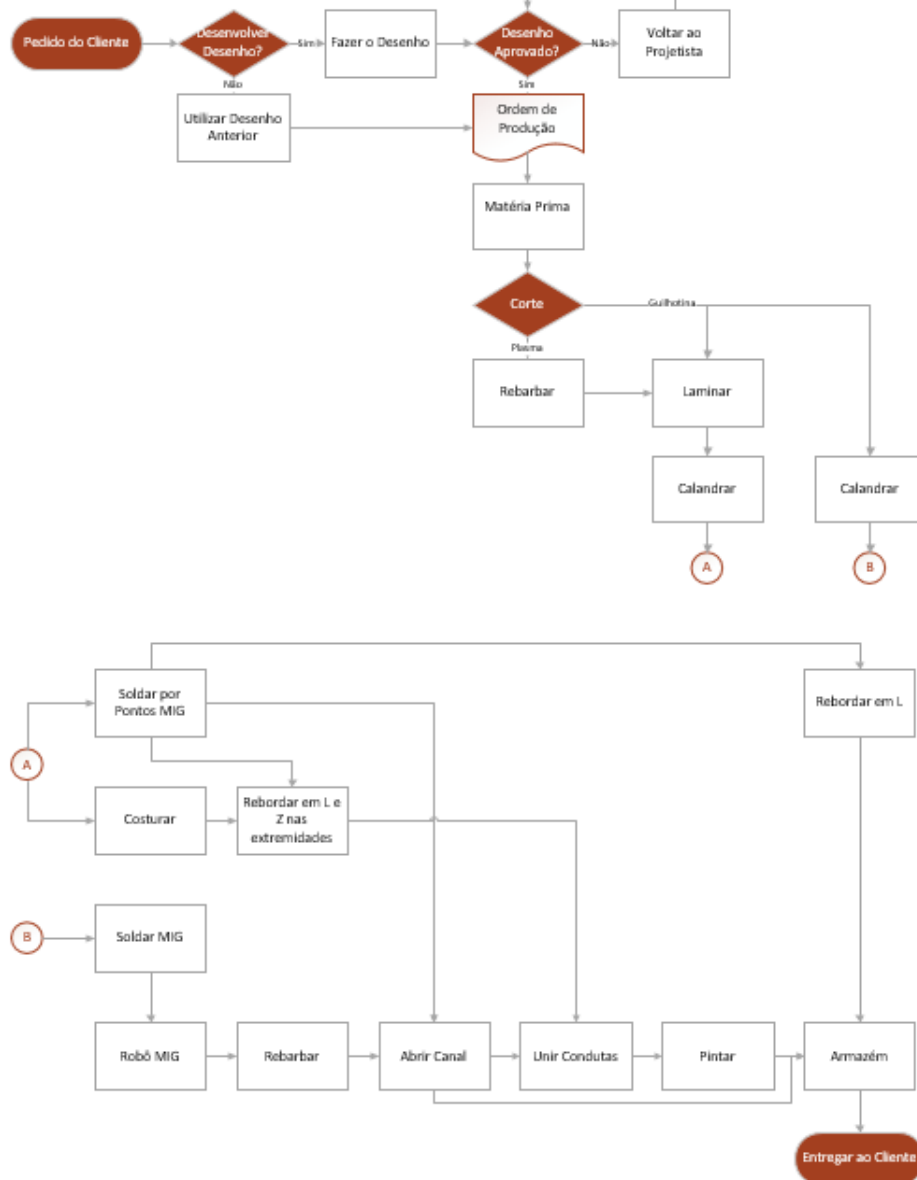 Pedido do Cliente
Desenvolver
Desenho?
Sim
Fazer o Desenho
Desenho
Aprovado?
Não
Voltar ao
Projetista
Não
Sim
Utilizar Desenho
Anterior
Ordem de
Produção
Matéria Prima
Corte
Guilhotina
Plasma
Rebarbar
Laminar
Calandrar
Calandrar
A
B
Soldar por
Pontos MIG
Rebordar em L
A
Costurar
Rebordar em L e
Z nas
extremidades
B
Soldar MIG
Robô MIG
Rebarbar
Abrir Canal
Unir Condutas
Pintar
Armazém
Entregar ao Cliente